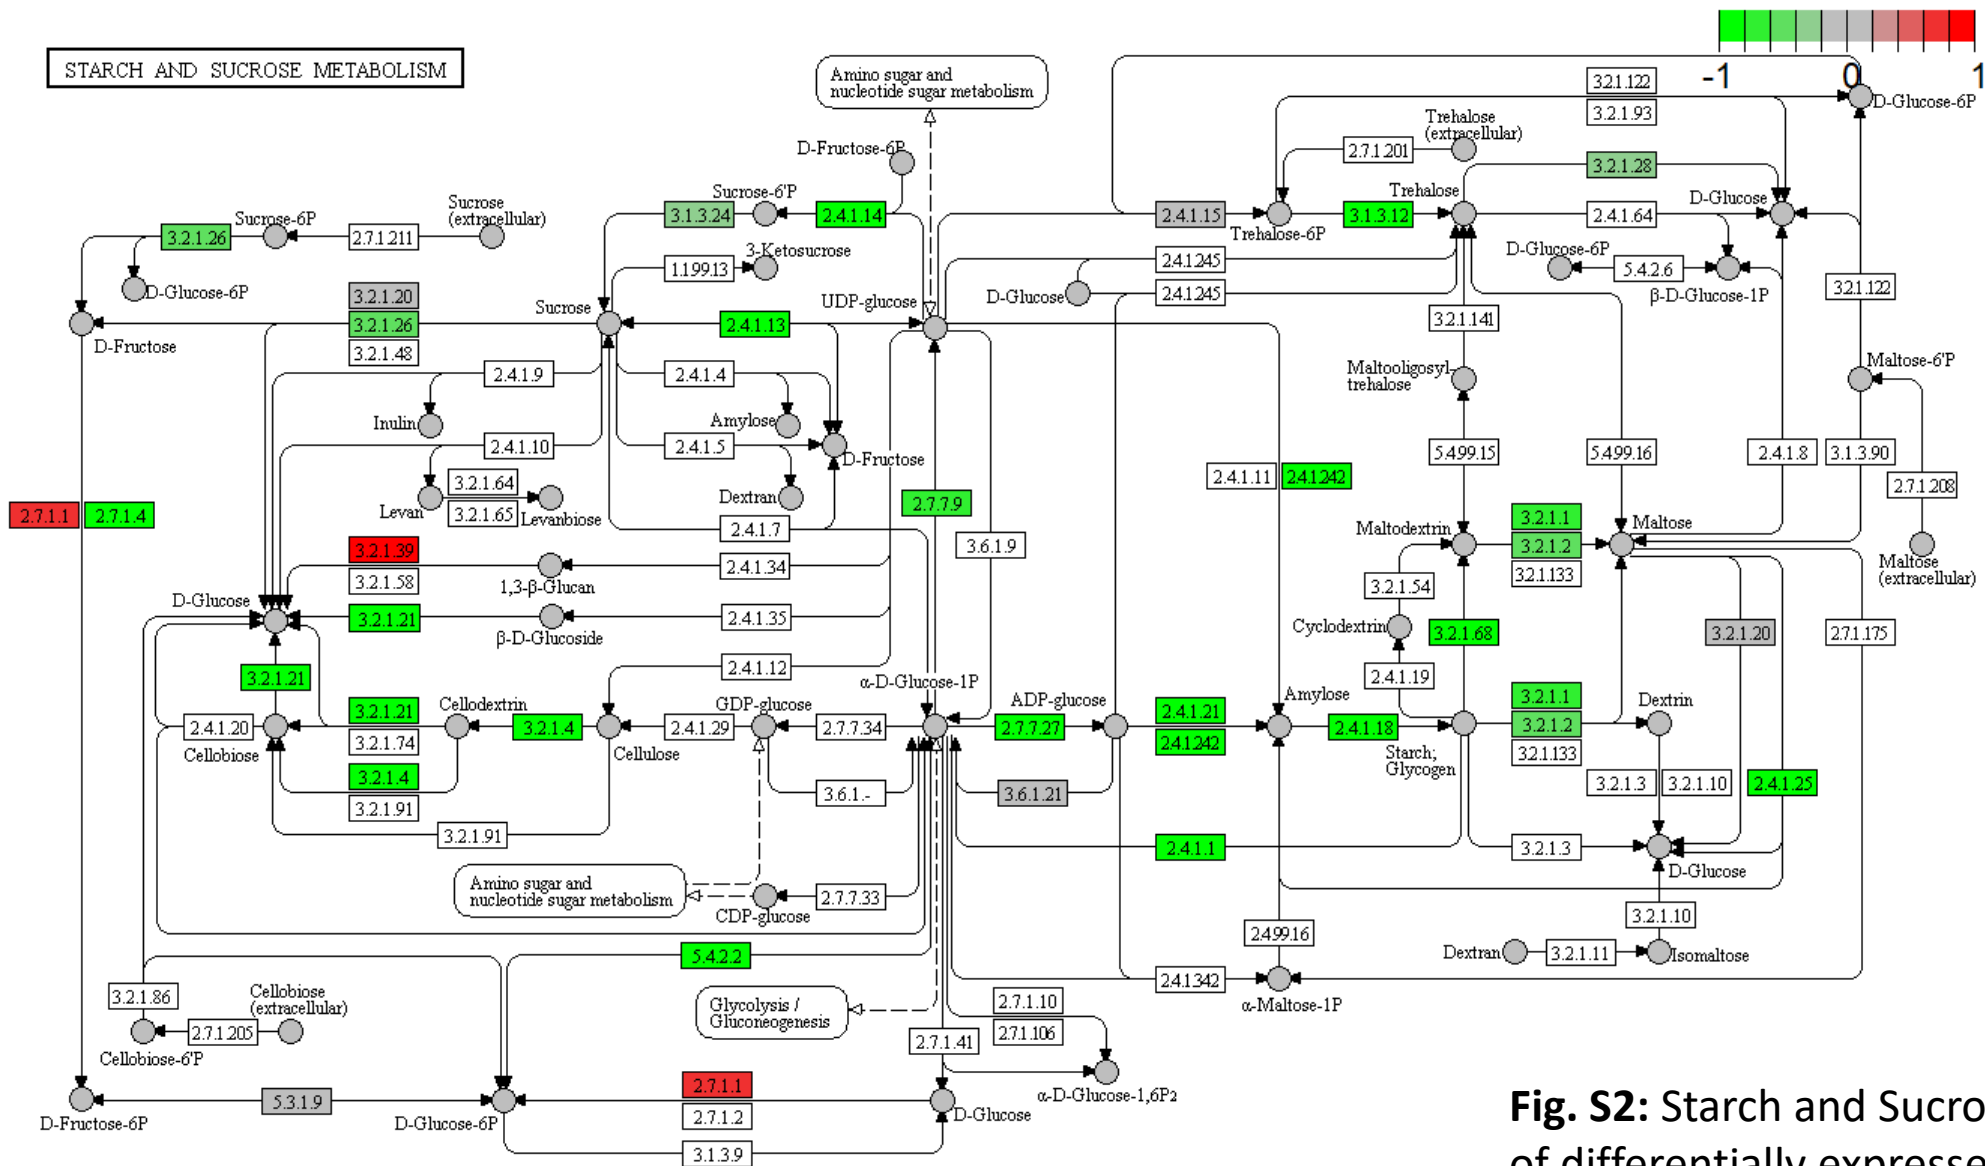 STARCH AND SUCROSE METABOLISM
-1
0
1
Amino sugar and
nucleotide sugar metabolism
3.2.1.122
3.2.1.93
D-Glucose-6P
Trehalose
(extracellular)
2.7.1.201
D-Fructose-6P
3.2.1.28
Sucrose-6'P
Trehalose
D-Glucose
Sucrose
(extracellular)
Sucrose-6P
3.1.3.24
2.4.1.14
2.4.1.15
Trehalose-6P
3.1.3.12
2.4.1.64
3.2.1.26
2.7.1.211
3-Ketosucrose
D-Glucose-6P
1.1.99.13
2.4.1.245
5.4.2.6
β-D-Glucose-1P
D-Glucose-6P
D-Glucose
2.4.1.245
3.2.1.122
3.2.1.20
Sucrose
UDP-glucose
3.2.1.26
2.4.1.13
3.2.1.141
D-Fructose
3.2.1.48
Maltooligosyl-
trehalose
Maltose-6'P
2.4.1.9
2.4.1.4
Inulin
Amylose
2.4.1.10
2.4.1.5
D-Fructose
5.4.99.15
5.4.99.16
2.4.1.8
3.1.3.90
3.2.1.64
2.4.1.11
2.4.1.242
2.7.1.208
Levan
3.2.1.65
Levanbiose
Dextran
2.7.7.9
2.7.1.1
2.7.1.4
2.4.1.7
3.6.1.9
Maltodextrin
3.2.1.1
Maltose
3.2.1.39
3.2.1.2
3.2.1.58
1,3-β-Glucan
2.4.1.34
3.2.1.54
3.2.1.133
Maltose
(extracellular)
D-Glucose
3.2.1.21
β-D-Glucoside
2.4.1.35
Cyclodextrin
3.2.1.68
3.2.1.20
2.7.1.175
3.2.1.21
2.4.1.12
α-D-Glucose-1P
2.4.1.19
ADP-glucose
Amylose
3.2.1.1
Dextrin
3.2.1.21
Cellodextrin
GDP-glucose
2.4.1.21
2.4.1.20
3.2.1.4
2.4.1.29
2.7.7.34
2.7.7.27
2.4.1.18
3.2.1.2
Cellobiose
3.2.1.74
Cellulose
2.4.1.242
Starch;
Glycogen
3.2.1.133
3.2.1.4
3.6.1.-
3.6.1.21
3.2.1.3
3.2.1.10
2.4.1.25
3.2.1.91
3.2.1.91
2.4.1.1
3.2.1.3
D-Glucose
Amino sugar and
nucleotide sugar metabolism
2.7.7.33
CDP-glucose
3.2.1.10
2.4.99.16
5.4.2.2
Dextran
3.2.1.11
Isomaltose
2.4.1.342
α-Maltose-1P
3.2.1.86
Cellobiose
(extracellular)
Glycolysis /
Gluconeogenesis
2.7.1.10
2.7.1.106
2.7.1.205
Cellobiose-6'P
2.7.1.41
2.7.1.1
α-D-Glucose-1,6P2
5.3.1.9
2.7.1.2
D-Glucose
D-Fructose-6P
D-Glucose-6P
3.1.3.9
Fig. S2: Starch and Sucro
of differentially expresse